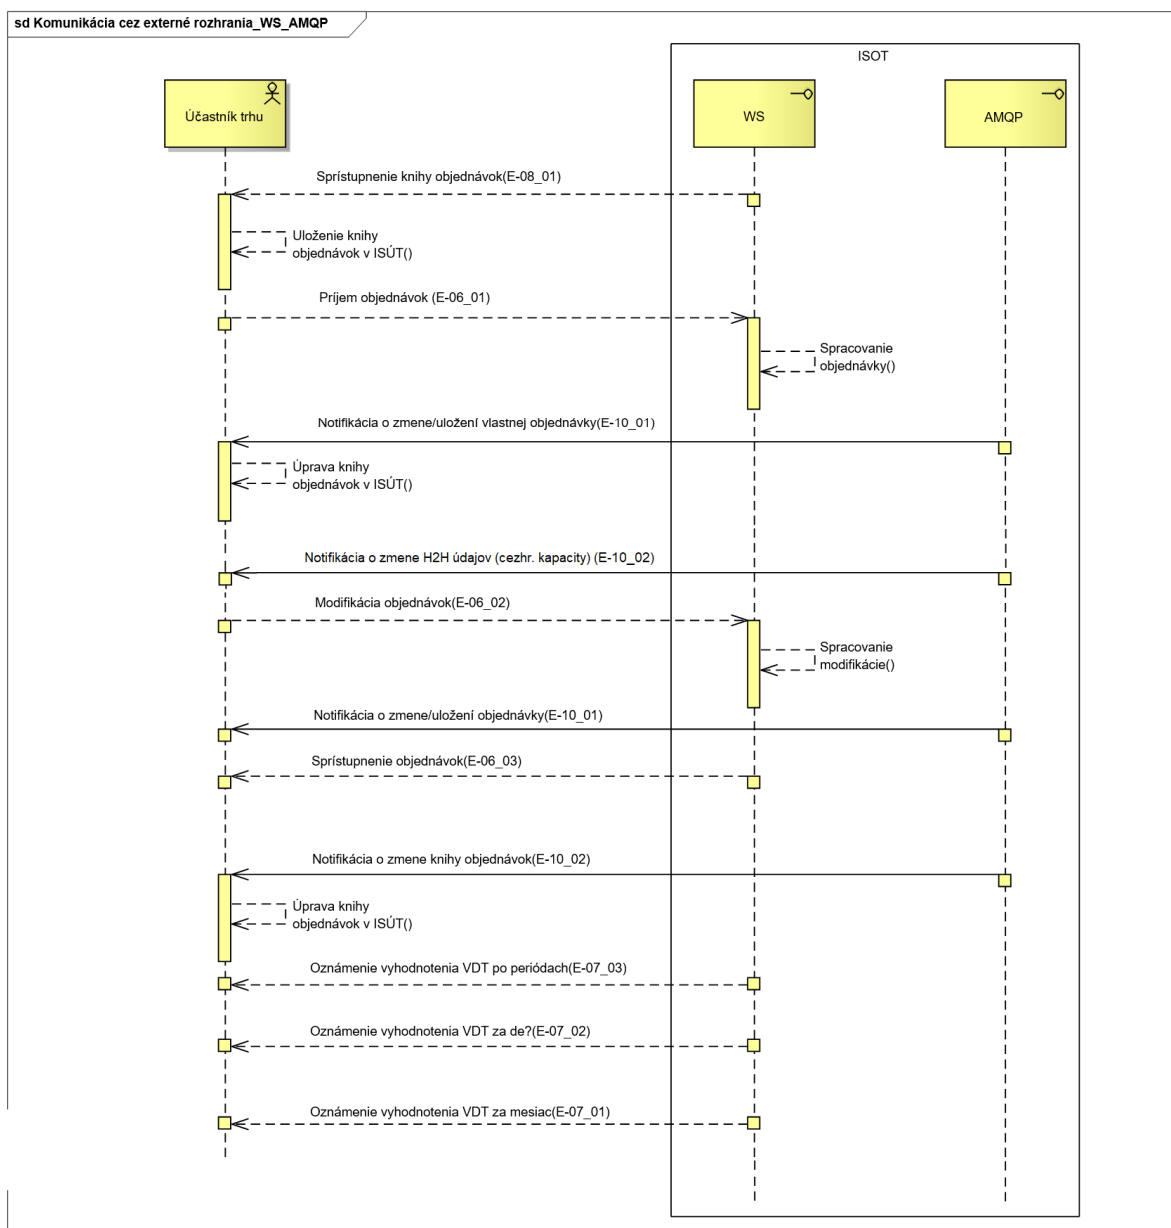 sd Komunikácia cez externé rozhrania_WS_AMQP
ISOT
Účastník trhu
WS
AMQP
Sprístupnenie knihy objednávok(E-08_01)
Uloženie knihy
objednávok v ISÚT()
Príjem objednávok (E-06_01)
Spracovanie
objednávky()
Notifikácia o zmene/uložení vlastnej objednávky(E-10_01)
Úprava knihy
objednávok v ISÚT()
Notifikácia o zmene H2H údajov (cezhr. kapacity) (E-10_02)
Modifikácia objednávok(E-06_02)
Spracovanie
modifikácie()
Notifikácia o zmene/uložení objednávky(E-10_01)
Sprístupnenie objednávok(E-06_03)
Notifikácia o zmene knihy objednávok(E-10_02)
Úprava knihy
objednávok v ISÚT()
Oznámenie vyhodnotenia VDT po periódach(E-07_03)
Oznámenie vyhodnotenia VDT za de?(E-07_02)
Oznámenie vyhodnotenia VDT za mesiac(E-07_01)